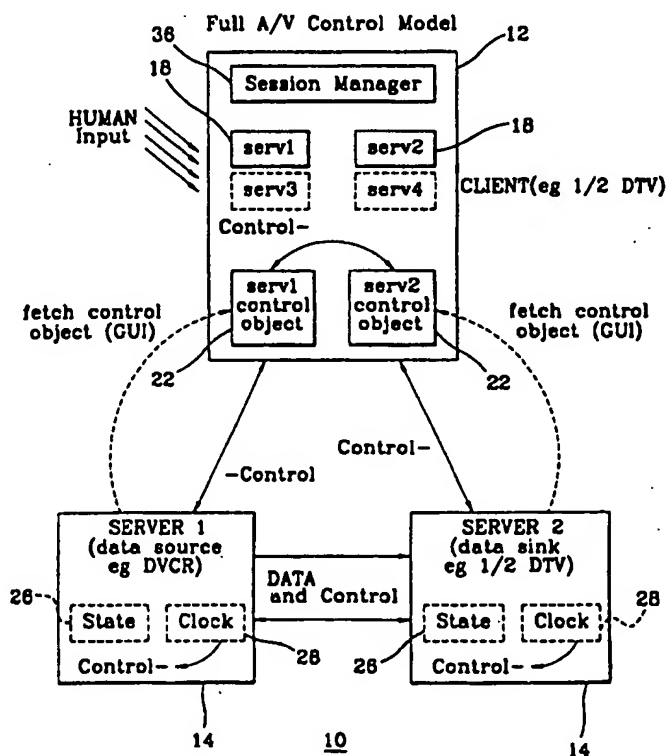 Full A/V Control Model
36
12
Session Manager
18
HUMAN
Input
serv1
serv2
18
serv3
serv4
CLIENT(eg 1/2 DTV)
Control-
serv1
control
object
serv2
control
object
fetch control
object (GUI)
fetch control
object (GUI)
22
22
-Control
Control-
SERVER 1
(data source
eg DVCR)
SERVER 2
(data sink
eg 1/2 DTV)
DATA
and Control
26
State
Clock
28
Control-
26
State
Clock
28
Control-
14
10
14